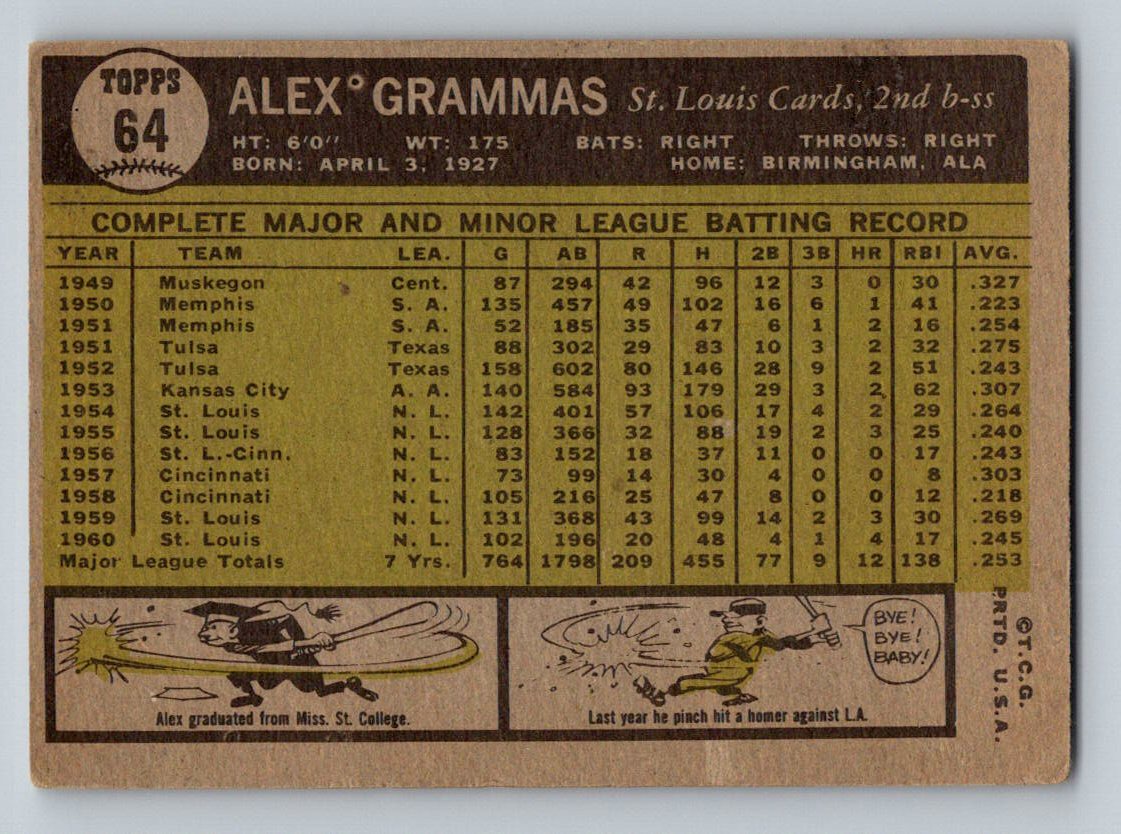 TOPPS
64
ALEX GRAMMAS St. Louis Cards, 2nd b-ss
HT: 6'0" WT: 175 BATS: RIGHT THROWS: RIGHT
BORN: APRIL 3, 1927 HOME: BIRMINGHAM, ALA
COMPLETE MAJOR AND MINOR LEAGUE BATTING RECORD
YEAR TEAM LEA. G AB R H 2B 3B HR RBI AVG.
1949 Muskegon Cent. 87 294 42 96 12 3 0 30 .327
1950 Memphis S. A. 135 457 49 102 16 6 1 41 .223
1951 Memphis S. A. 52 185 35 47 6 1 2 16 .254
1951 Tulsa Texas 88 302 29 83 10 3 2 32 .275
1952 Tulsa Texas 158 602 80 146 28 9 2 51 .243
1953 Kansas City A. A. 140 584 93 179 29 3 2 62 .307
1954 St. Louis N. L. 142 401 57 106 17 4 2 29 .264
1955 St. Louis N. L. 128 366 32 88 19 2 3 25 .240
1956 St. L.-Cinn. N. L. 83 152 18 37 11 0 0 17 .243
1957 Cincinnati N. L. 73 99 14 30 4 0 0 8 .303
1958 Cincinnati N. L. 105 216 25 47 8 0 0 12 .218
1959 St. Louis N. L. 131 368 43 99 14 2 3 30 .269
1960 St. Louis N. L. 102 196 20 48 4 1 4 17 .245
Major League Totals 7 Yrs. 764 1798 209 455 77 9 12 138 .253
Alex graduated from Miss. St. College.
BYE!
BYE!
BABY!
Last year he pinch hit a homer against L.A.
©T.C.G.
PRTD. U.S.A.